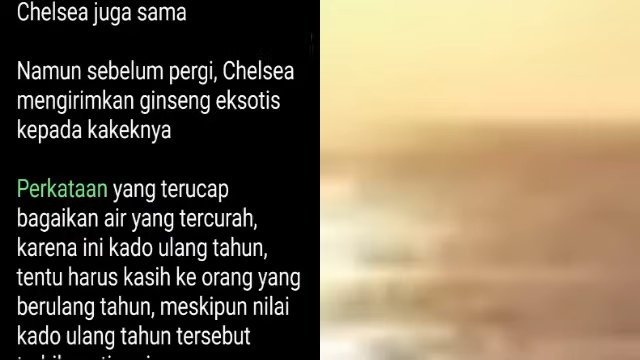 Chelsea juga sama
Namun sebelum pergi, Chelsea
mengirimkan ginseng eksotis
kepada kakeknya
Perkataan yang terucap
bagaikan air yang tercurah,
karena ini kado ulang tahun,
tentu harus kasih ke orang yang
berulang tahun, meskipun nilai
kado ulang tahun tersebut